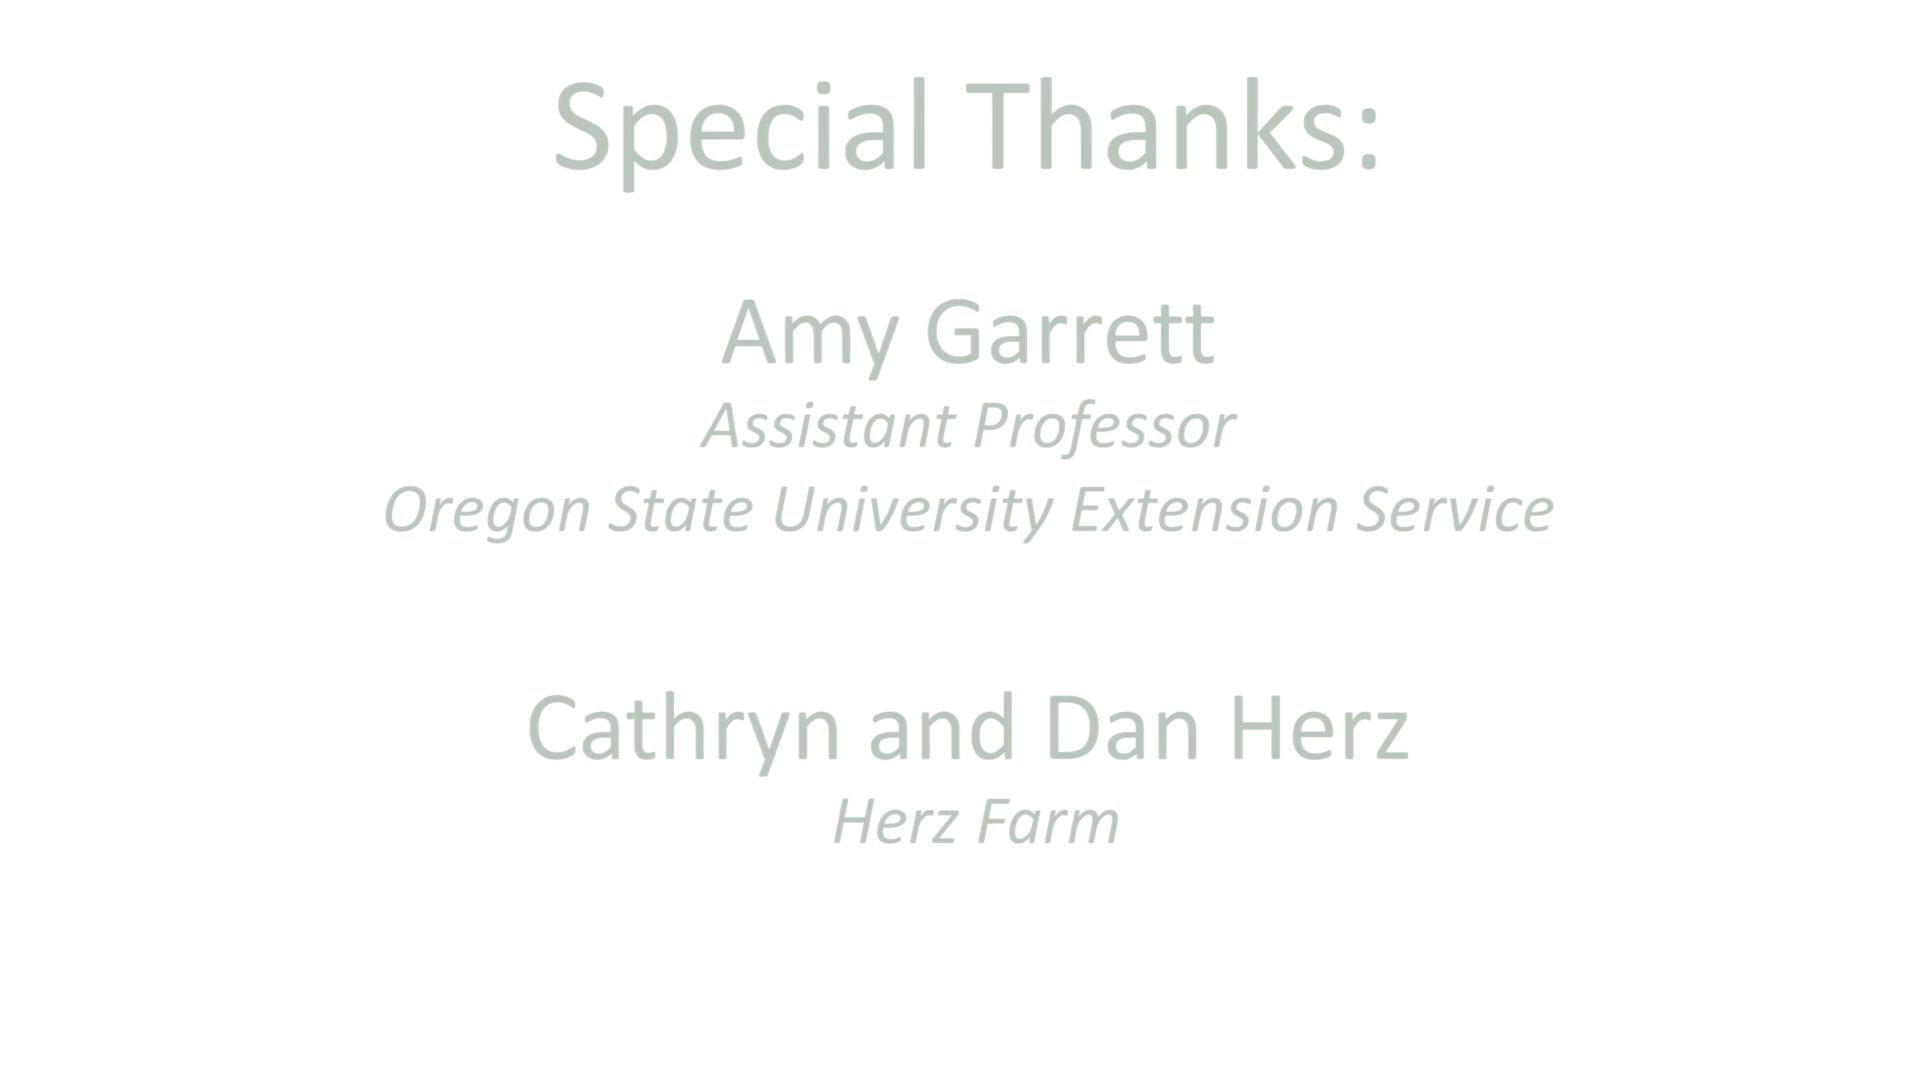 Special Thanks:
Amy Garrett
Assistant Professor
Oregon State University Extension Service
Cathryn and Dan Herz
Herz Farm